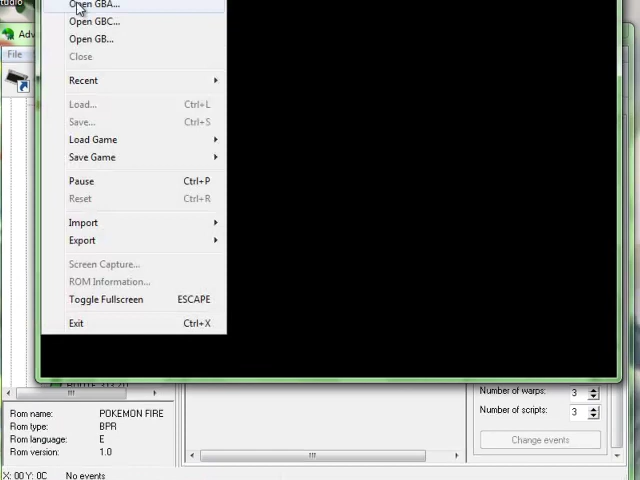 tudio
Open GBA...
Open GBC...
Adv
Open GB...
File
Close
Recent
Load... Ctrl+L
Save... Ctrl+S
Load Game
Save Game
Pause Ctrl+P
Reset Ctrl+R
Import
Export
Screen Capture...
ROM Information...
Toggle Fullscreen ESCAPE
Exit Ctrl+X
Number of warps: 3
Number of scripts: 3
Change events
Rom name: POKEMON FIRE
Rom type: BPR
Rom language: E
Rom version: 1.0
X: 00 Y: 0C No events